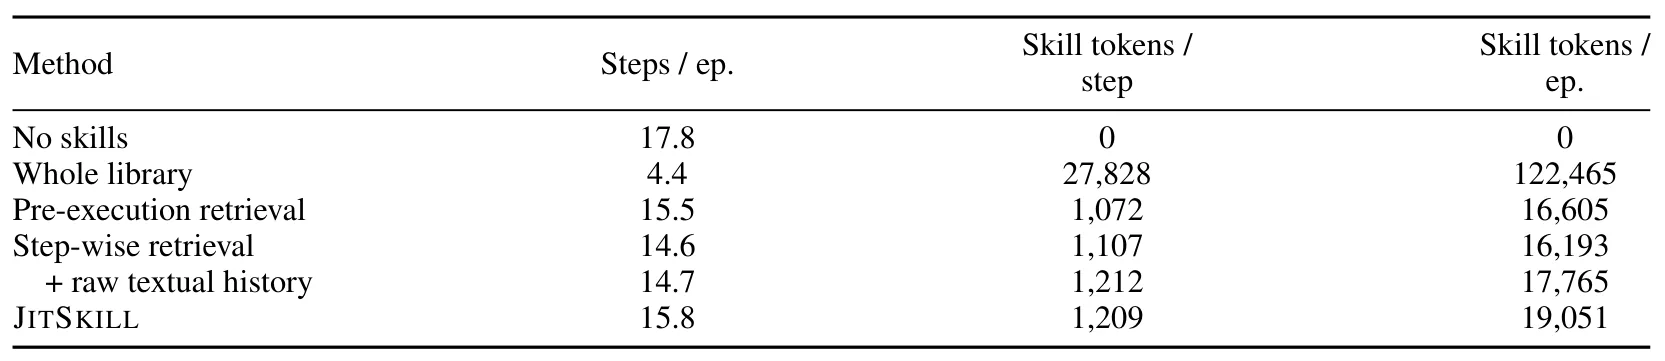 Method Steps / ep. Skill tokens / step Skill tokens / ep.
No skills 17.8 0 0
Whole library 4.4 27,828 122,465
Pre-execution retrieval 15.5 1,072 16,605
Step-wise retrieval 14.6 1,107 16,193
+ raw textual history 14.7 1,212 17,765
JITSKILL 15.8 1,209 19,051